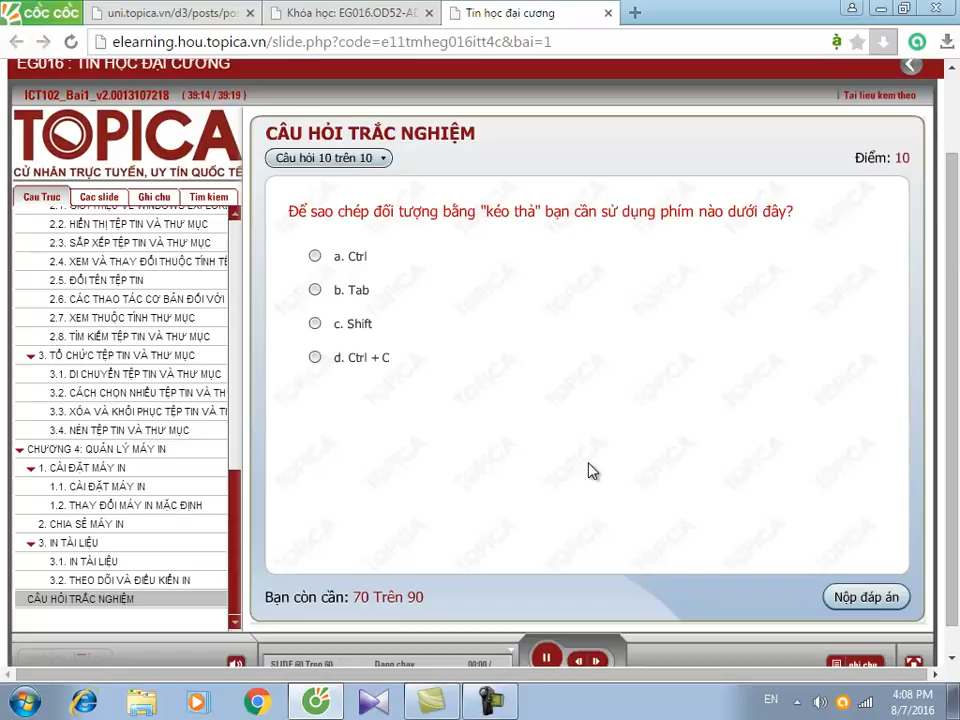 cốc cốc
uni.topica.vn/d3/posts/po
Khóa học: EG016.OD52-AD
Tin học đại cương
elearning.hou.topica.vn/slide.php?code=e11tmheg016itt4c&bai=1
EG016 : TIN HỌC ĐẠI CƯƠNG
ICT102_Bai1_v2.0013107218 ( 39:14 / 39:19 )
Tai lieu kem theo
TOPICA
CỬ NHÂN TRỰC TUYẾN, UY TÍN QUỐC TẾ
Cau Truc
Cac slide
Ghi chu
Tim kiem
2.2. HIỂN THỊ TỆP TIN VÀ THƯ MỤC
2.3. SẮP XẾP TỆP TIN VÀ THƯ MỤC
2.4. XEM VÀ THAY ĐỔI THUỘC TÍNH TỆ
2.5. ĐỔI TÊN TỆP TIN
2.6. CÁC THAO TÁC CƠ BẢN ĐỐI VỚI
2.7. XEM THUỘC TÍNH THƯ MỤC
2.8. TÌM KIẾM TỆP TIN VÀ THƯ MỤC
3. TỔ CHỨC TỆP TIN VÀ THƯ MỤC
3.1. DI CHUYỂN TỆP TIN VÀ THƯ MỤC
3.2. CÁCH CHỌN NHIỀU TỆP TIN VÀ TH
3.3. XÓA VÀ KHÔI PHỤC TỆP TIN VÀ T
3.4. NÉN TỆP TIN VÀ THƯ MỤC
CHƯƠNG 4: QUẢN LÝ MÁY IN
1. CÀI ĐẶT MÁY IN
1.1. CÀI ĐẶT MÁY IN
1.2. THAY ĐỔI MÁY IN MẶC ĐỊNH
2. CHIA SẺ MÁY IN
3. IN TÀI LIỆU
3.1. IN TÀI LIỆU
3.2. THEO DÕI VÀ ĐIỀU KIỂN IN
CÂU HỎI TRẮC NGHIỆM
CÂU HỎI TRẮC NGHIỆM
Câu hỏi 10 trên 10
Điểm: 10
Để sao chép đối tượng bằng "kéo thả" bạn cần sử dụng phím nào dưới đây?
a. Ctrl
b. Tab
c. Shift
d. Ctrl + C
Bạn còn cần: 70 Trên 90
Nộp đáp án
SLIDE 60 Tren 60
Dang chay
00:00 /
ghi chu
EN
4:08 PM
8/7/2016